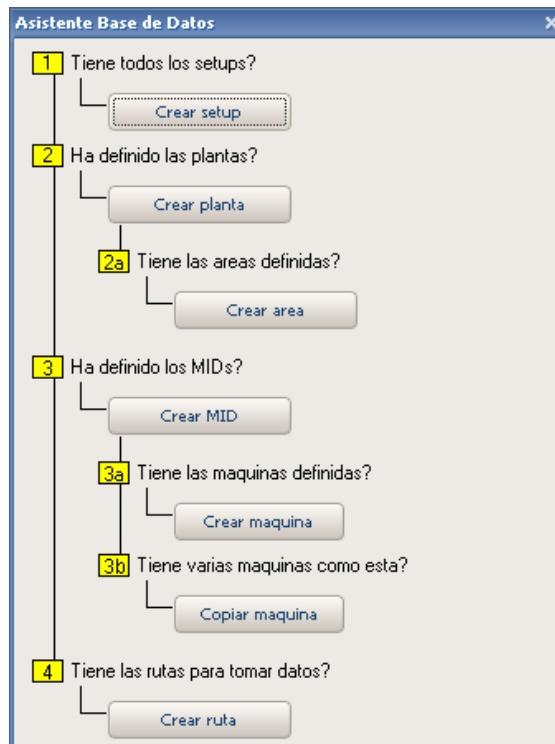 Asistente Base de Datos
1 Tiene todos los setups?
Crear setup
2 Ha definido las plantas?
Crear planta
2a Tiene las areas definidas?
Crear area
3 Ha definido los MIDs?
Crear MID
3a Tiene las maquinas definidas?
Crear maquina
3b Tiene varias maquinas como esta?
Copiar maquina
4 Tiene las rutas para tomar datos?
Crear ruta